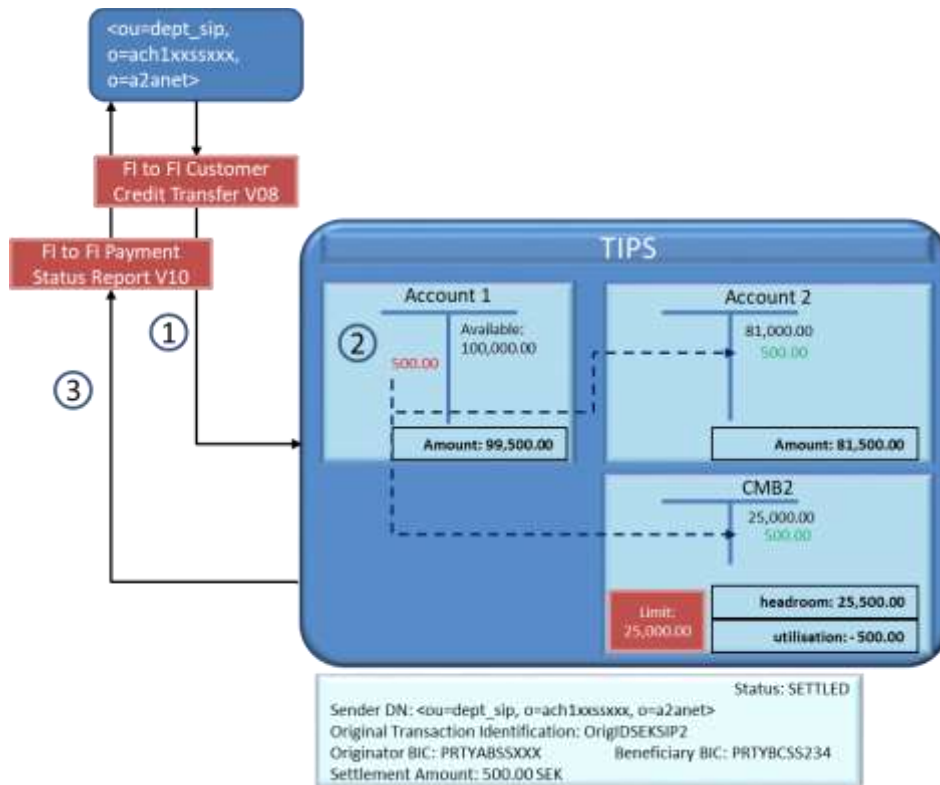 <ou=dept_sip,
o=ach1xxssxxx,
o=a2anet>
FI to FI Customer
Credit Transfer V08
FI to FI Payment
Status Report V10
1
3
TIPS
Account 1
2
Available:
100,000.00
500.00
Amount: 99,500.00
Account 2
81,000.00
500.00
Amount: 81,500.00
CMB2
25,000.00
500.00
Limit:
25,000.00
headroom: 25,500.00
utilisation: - 500.00
Status: SETTLED
Sender DN: <ou=dept_sip, o=ach1xxssxxx, o=a2anet>
Original Transaction Identification: OrigIDSEKSIP2
Originator BIC: PRTYABSSXXX Beneficiary BIC: PRTYBCSS234
Settlement Amount: 500.00 SEK